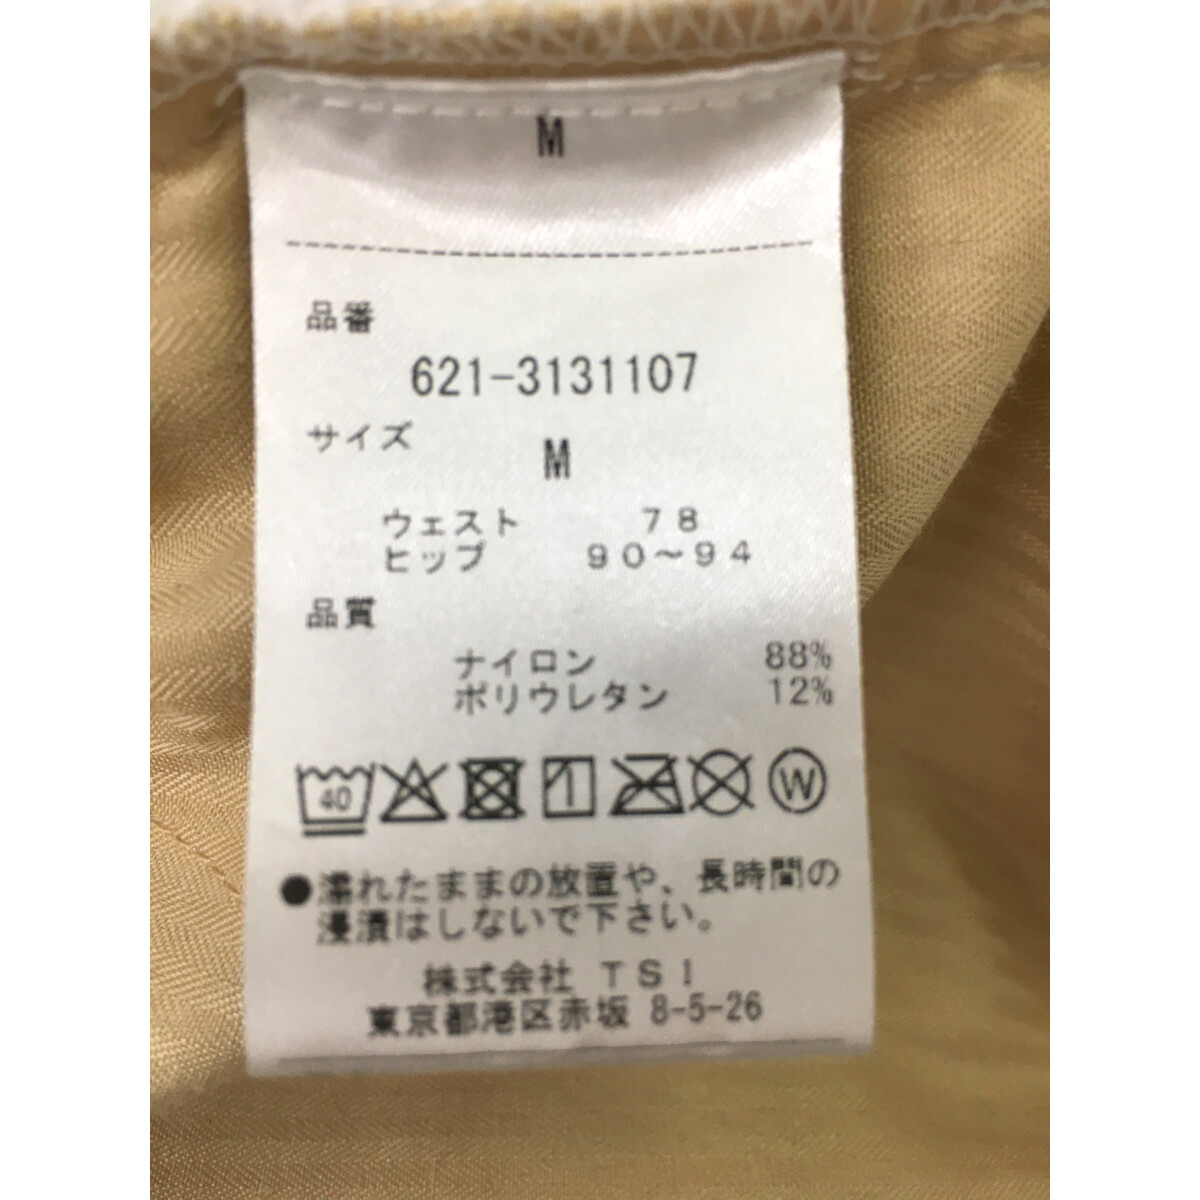 M
品番
621-3131107
サイズ
M
ウェスト 78
ヒップ 90～94
品質
ナイロン 88%
ポリウレタン 12%
40 W
●濡れたままの放置や、長時間の
浸漬はしないで下さい。
株式会社 TSI
東京都港区赤坂 8-5-26